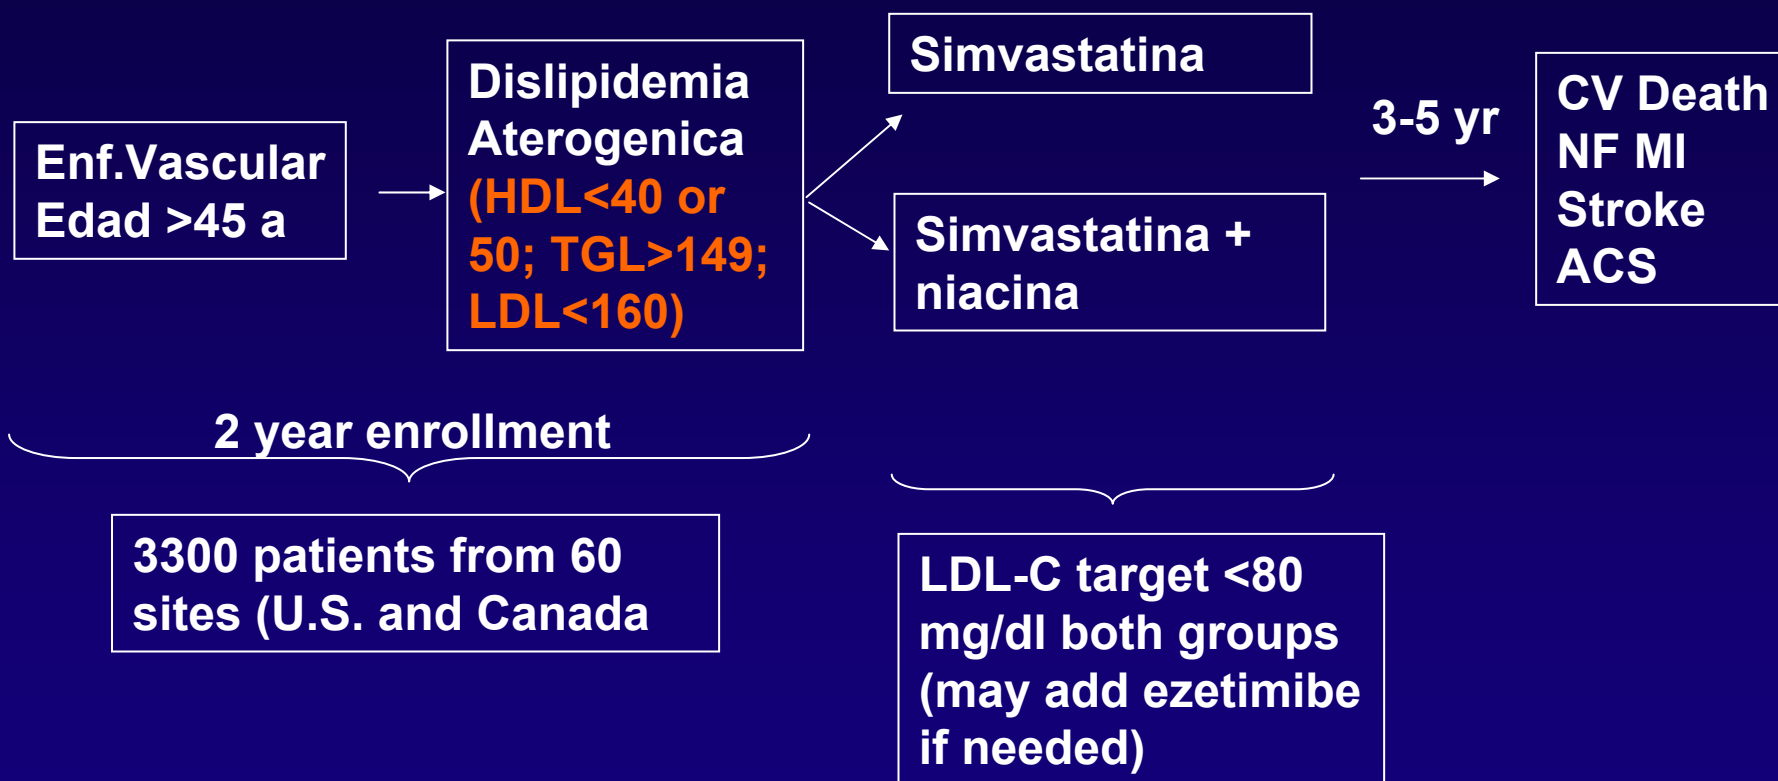 Enf.Vascular
Edad >45 a
Dislipidemia
Aterogenica
(HDL<40 or
50; TGL>149;
LDL<160)
Simvastatina
Simvastatina +
niacina
3-5 yr
CV Death
NF MI
Stroke
ACS
2 year enrollment
3300 patients from 60
sites (U.S. and Canada
LDL-C target <80
mg/dl both groups
(may add ezetimibe
if needed)